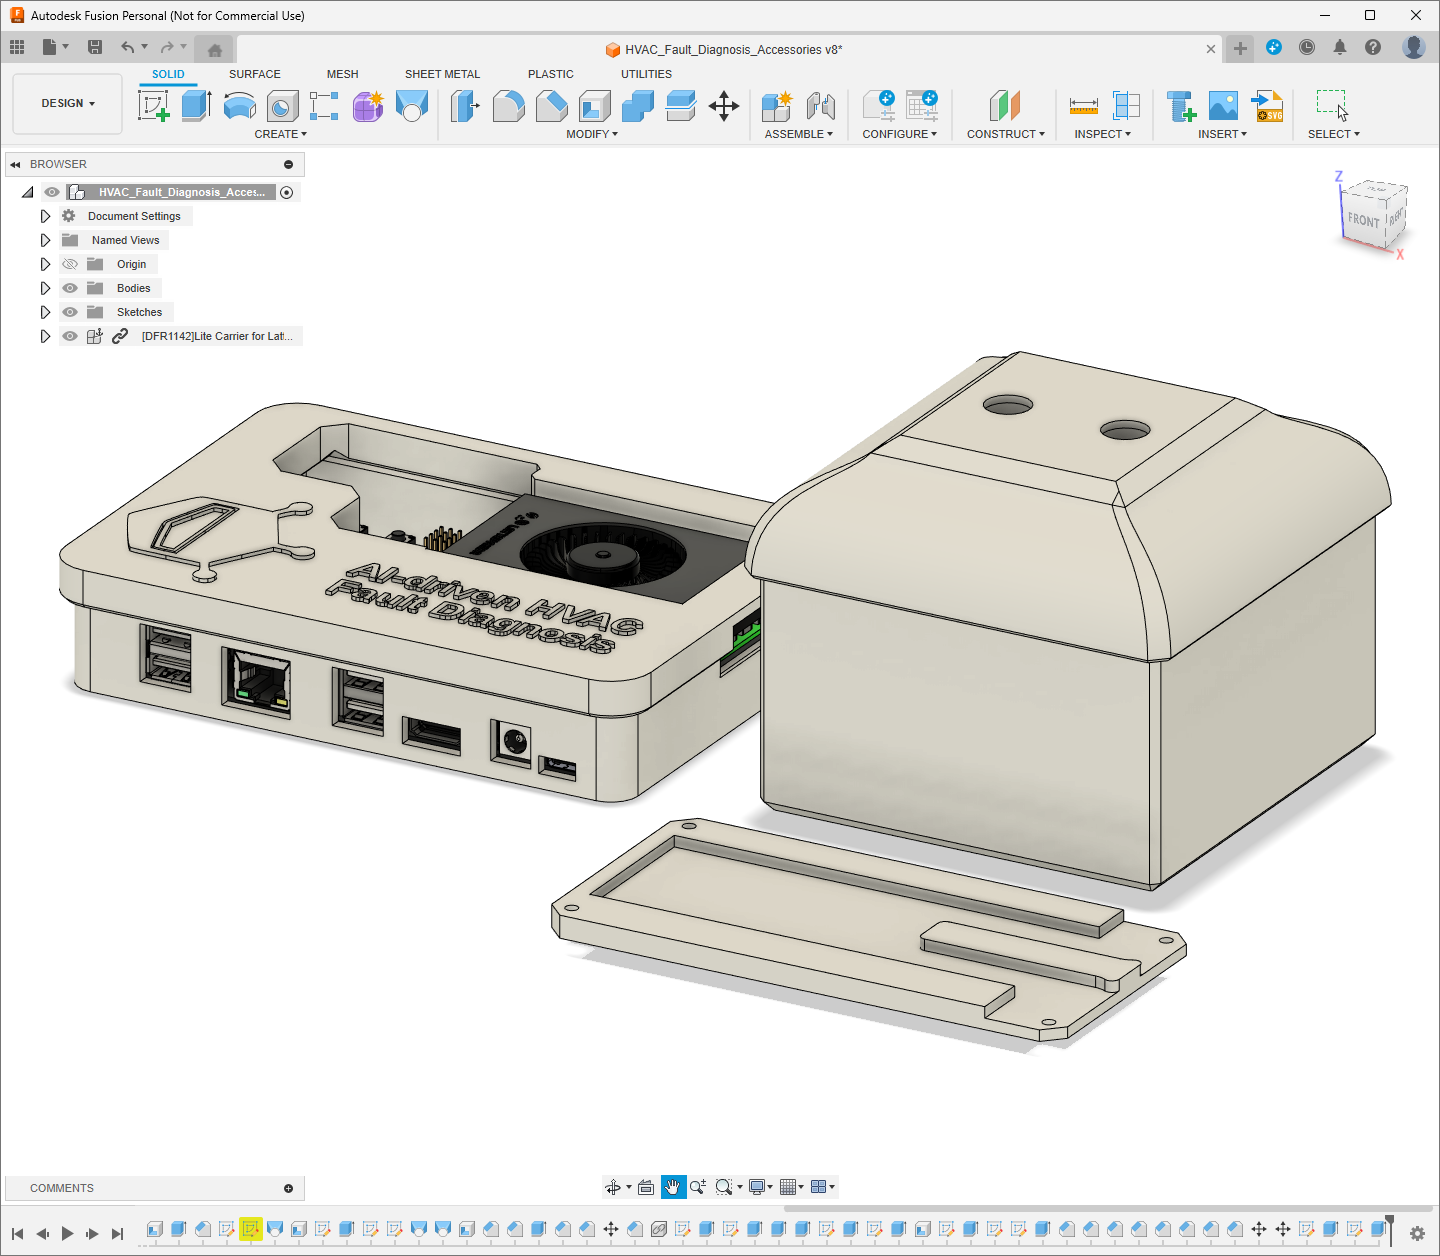 Autodesk Fusion Personal (Not for Commercial Use)
HVAC_Fault_Diagnosis_Accessories v8*
SOLID SURFACE MESH SHEET METAL PLASTIC UTILITIES
DESIGN
CREATE MODIFY ASSEMBLE CONFIGURE CONSTRUCT INSPECT INSERT SELECT
SVG
BROWSER
HVAC_Fault_Diagnosis_Acces...
Document Settings
Named Views
Origin
Bodies
Sketches
[DFR1142]Lite Carrier for Lat...
Z
FRONT
RIGHT
X
AI-driven HVAC
Fault Diagnosis
COMMENTS